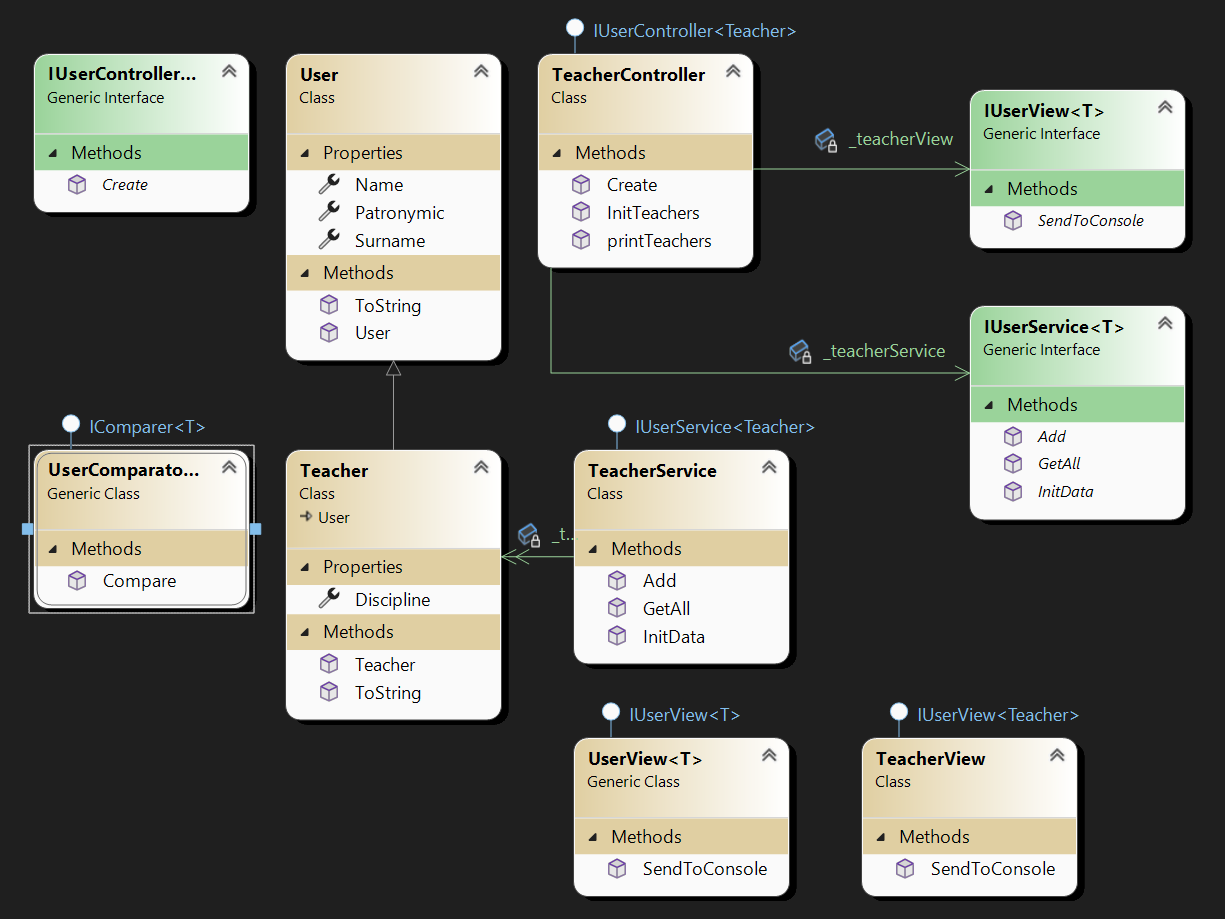 IUserController<Teacher>
IUserController...
Generic Interface
Methods
Create
User
Class
Properties
Name
Patronymic
Surname
Methods
ToString
User
TeacherController
Class
Methods
Create
InitTeachers
printTeachers
_teacherView
IUserView<T>
Generic Interface
Methods
SendToConsole
_teacherService
IUserService<T>
Generic Interface
Methods
Add
GetAll
InitData
IComparer<T>
UserComparato...
Generic Class
Methods
Compare
Teacher
Class
User
Properties
Discipline
Methods
Teacher
ToString
_t...
IUserService<Teacher>
TeacherService
Class
Methods
Add
GetAll
InitData
IUserView<T>
UserView<T>
Generic Class
Methods
SendToConsole
IUserView<Teacher>
TeacherView
Class
Methods
SendToConsole